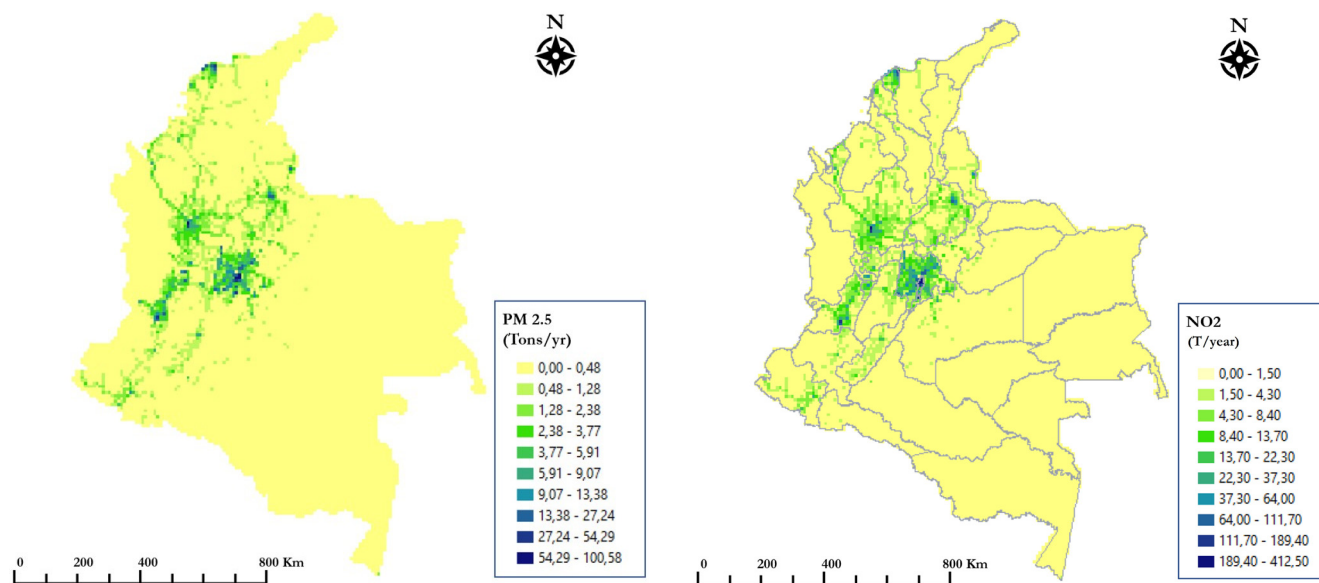 N
PM 2.5
(Tons/yr)
0,00 - 0,48
0,48 - 1,28
1,28 - 2,38
2,38 - 3,77
3,77 - 5,91
5,91 - 9,07
9,07 - 13,38
13,38 - 27,24
27,24 - 54,29
54,29 - 100,58
0 200 400 800 Km
N
NO2
(T/year)
0,00 - 1,50
1,50 - 4,30
4,30 - 8,40
8,40 - 13,70
13,70 - 22,30
22,30 - 37,30
37,30 - 64,00
64,00 - 111,70
111,70 - 189,40
189,40 - 412,50
0 200 400 800 Km